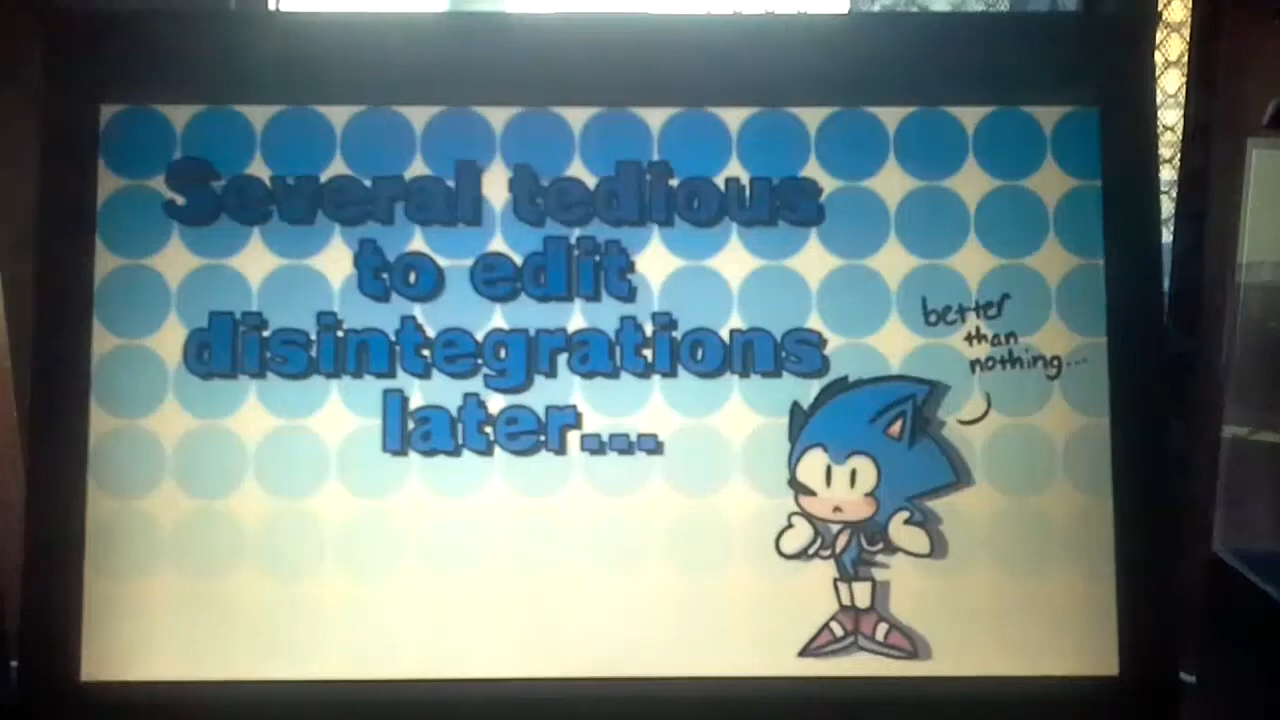 Several tedious
to edit
disintegrations
later...
better
than
nothing...